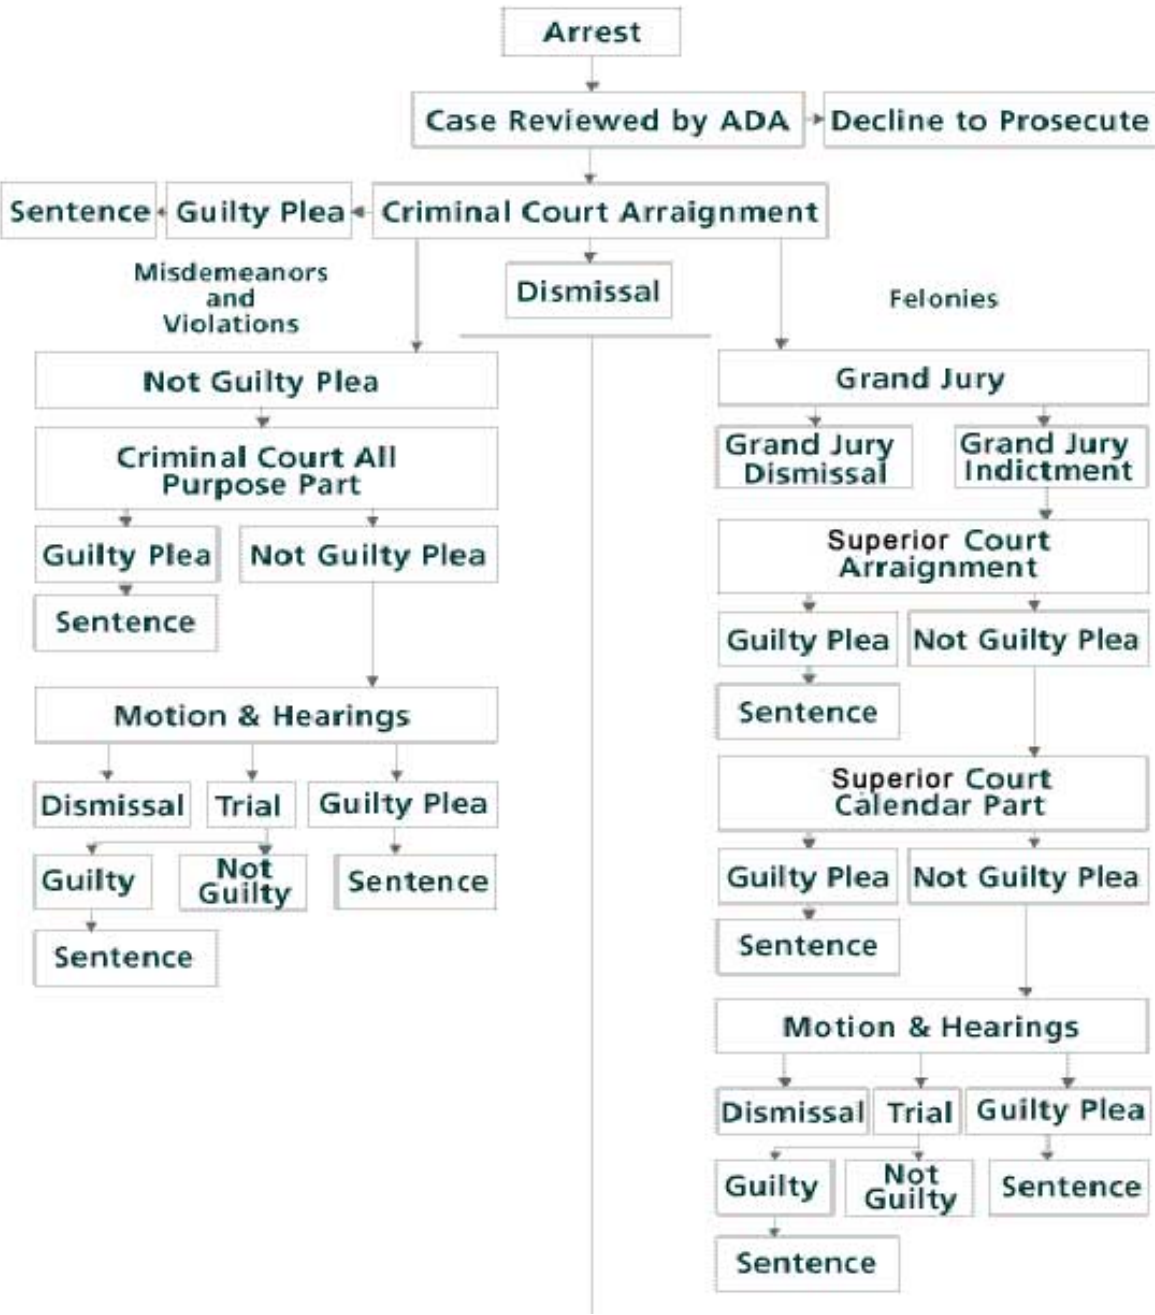 Arrest
Case Reviewed by ADA
Decline to Prosecute
Sentence
Guilty Plea
Criminal Court Arraignment
Misdemeanors
and
Violations
Dismissal
Felonies
Not Guilty Plea
Criminal Court All
Purpose Part
Guilty Plea
Not Guilty Plea
Sentence
Motion & Hearings
Dismissal
Trial
Guilty Plea
Guilty
Not
Guilty
Sentence
Sentence
Grand Jury
Grand Jury
Dismissal
Grand Jury
Indictment
Superior Court
Arraignment
Guilty Plea
Not Guilty Plea
Sentence
Superior Court
Calendar Part
Guilty Plea
Not Guilty Plea
Sentence
Motion & Hearings
Dismissal
Trial
Guilty Plea
Guilty
Not
Guilty
Sentence
Sentence